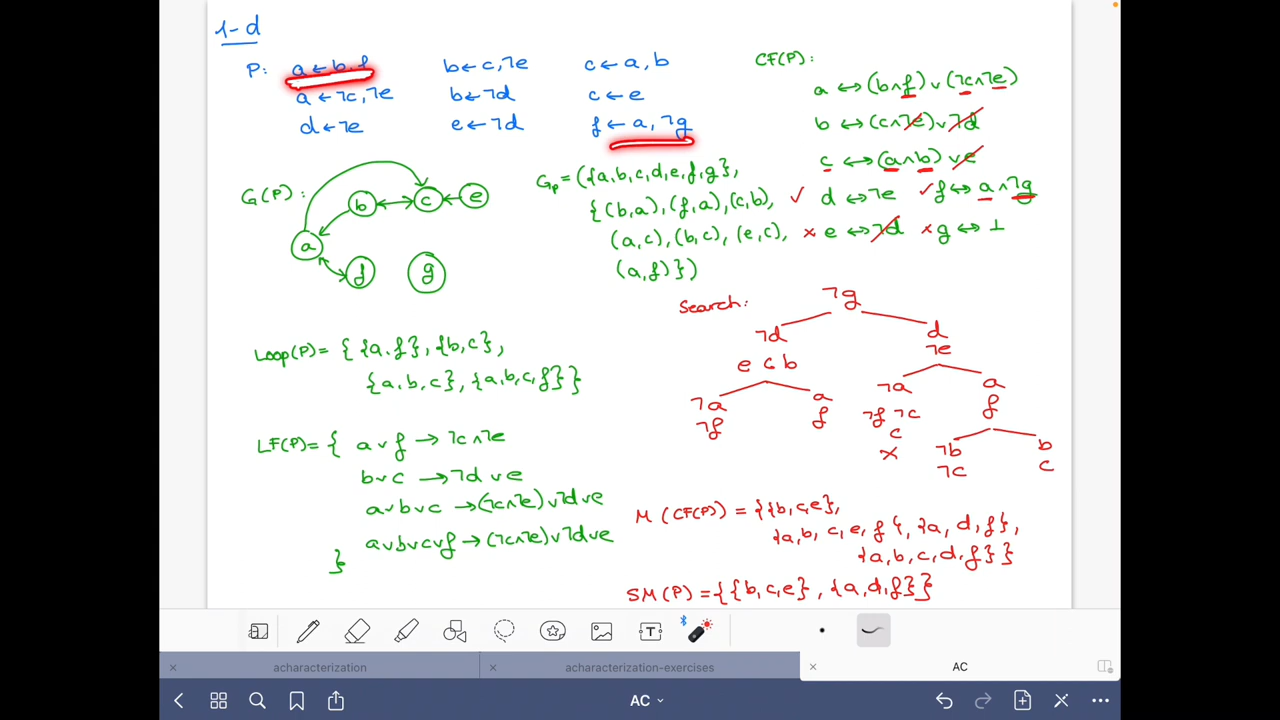 1-d
P: a ← b, f    b ← c, ¬e    c ← a, b
a ← ¬c, ¬e    b ← ¬d    c ← e
d ← ¬e    e ← ¬d    f ← a, ¬g
CF(P):
a ↔ (b ∧ f) ∨ (¬c ∧ ¬e)
b ↔ (c ∧ ¬e) ∨ ¬d
c ↔ (a ∧ b) ∨ e
✓ d ↔ ¬e ✓ f ↔ a ∧ ¬g
× e ↔ ¬d × g ↔ ⊥
G(P):
b c e
a
f g
Gp = ({a,b,c,d,e,f,g},
{(b,a), (f,a), (c,b),
(a,c), (b,c), (e,c),
(a,f)})
Search:
¬g
¬d d
e c b ¬e
¬a a ¬a a
¬f f ¬f ¬c f
c
× ¬b b
¬c c
Loop(P) = { {a,f}, {b,c},
{a,b,c}, {a,b,c,f} }
LF(P) = { a ∨ f → ¬c ∧ ¬e
b ∨ c → ¬d ∨ e
a ∨ b ∨ c → (¬c ∧ ¬e) ∨ ¬d ∨ e
a ∨ b ∨ c ∨ f → (¬c ∧ ¬e) ∨ ¬d ∨ e
}
M(CF(P)) = {{b,c,e},
{a,b,c,e,f}, {a,d,f},
{a,b,c,d,f}}
SM(P) = {{b,c,e}, {a,d,f}}
T
acharacterization
acharacterization-exercises
AC
AC